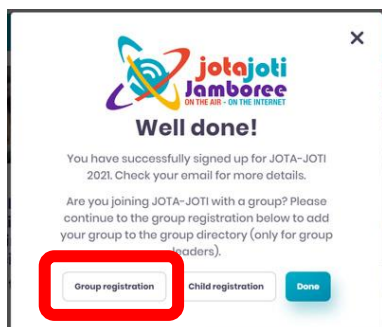 jotajoti
Jamboree
ON THE AIR - ON THE INTERNET
Well done!
You have successfully signed up for JOTA-JOTI
2021. Check your email for more details.
Are you joining JOTA-JOTI with a group? Please
continue to the group registration below to add
your group to the group directory (only for group
leaders).
Group registration Child registration Done